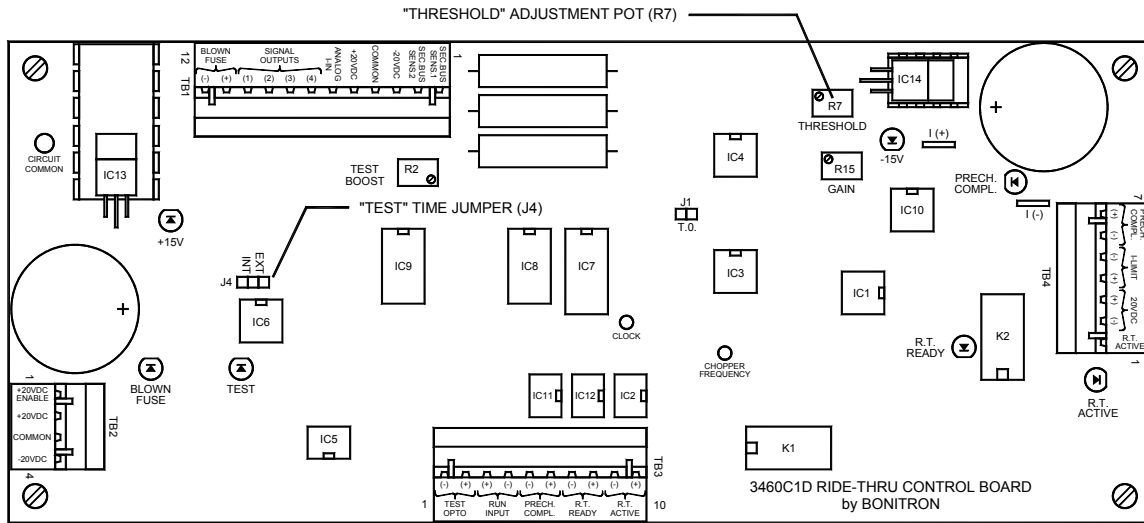 "THRESHOLD" ADJUSTMENT POT (R7)
12
BLOWN FUSE
SIGNAL OUTPUTS
(-) (+) (1) (2) (3) (4)
ANALOG I-IN
+20VDC
COMMON
-20VDC
SEC.BUS SENS.2
SEC.BUS SENS.1
1
TB1
CIRCUIT COMMON
IC13
+15V
TEST BOOST
R2
"TEST" TIME JUMPER (J4)
R7
THRESHOLD
R15
GAIN
IC14
-15V
I (+)
PRECH. COMPL.
I (-)
IC4
J1
T.O.
IC10
IC3
IC1
7
PRECH. COMPL.
(+)
(-)
I-LIMIT
(-)
(+)
20VDC
(+)
(-)
R.T. ACTIVE
1
TB4
INT
EXT
J4
IC6
IC9
IC8
IC7
CLOCK
CHOPPER FREQUENCY
R.T. READY
K2
R.T. ACTIVE
BLOWN FUSE
TEST
1
+20VDC ENABLE
+20VDC
COMMON
-20VDC
4
TB2
IC11
IC12
IC2
IC5
K1
TB3
(-) (+) (+) (-) (-) (+) (-) (+) (-) (+)
1
TEST OPTO
RUN INPUT
PRECH. COMPL.
R.T. READY
R.T. ACTIVE
10
3460C1D RIDE-THRU CONTROL BOARD
by BONITRON